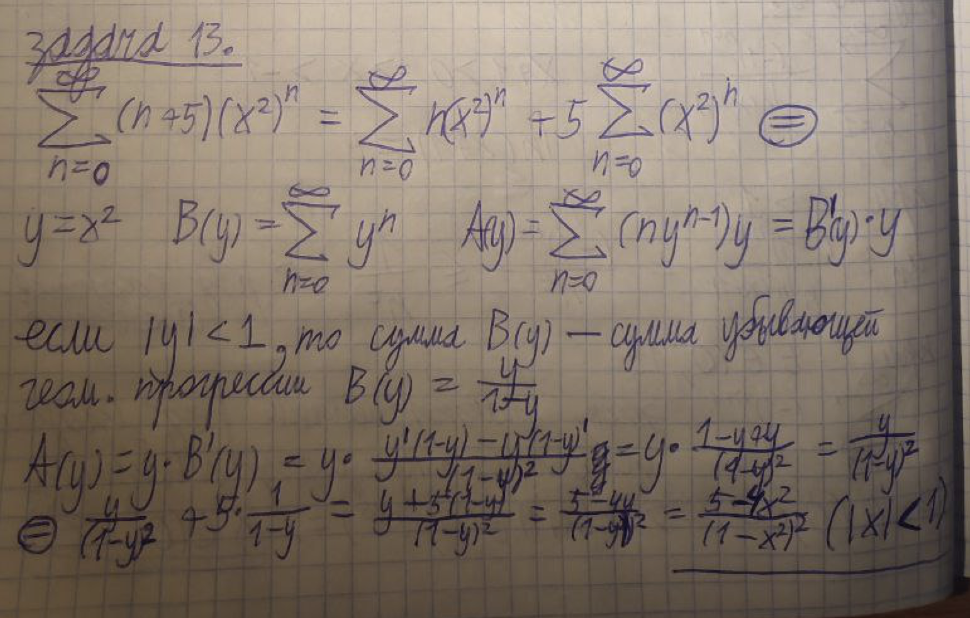 задача 13.
∑_{n=0}^{∞} (n+5)(x²)ⁿ = ∑_{n=0}^{∞} n(x²)ⁿ + 5 ∑_{n=0}^{∞} (x²)ⁿ ⊜
y = x² B(y) = ∑_{n=0}^{∞} yⁿ A(y) = ∑_{n=0}^{∞} (nyⁿ⁻¹)y = B'(y)·y
если |y| < 1, то сумма B(y) — сумма убывающей
геом. прогрессии B(y) = y/(1-y)
A(y) = y·B'(y) = y· (y'(1-y) - y(1-y)')/(1-y)² = y· (1-y+y)/(1-y)² = y/(1-y)²
⊜ y/(1-y)² + 5· 1/(1-y) = (y+5(1-y))/(1-y)² = (5-4y)/(1-y)² = (5-4x²)/(1-x²)² (|x|<1)